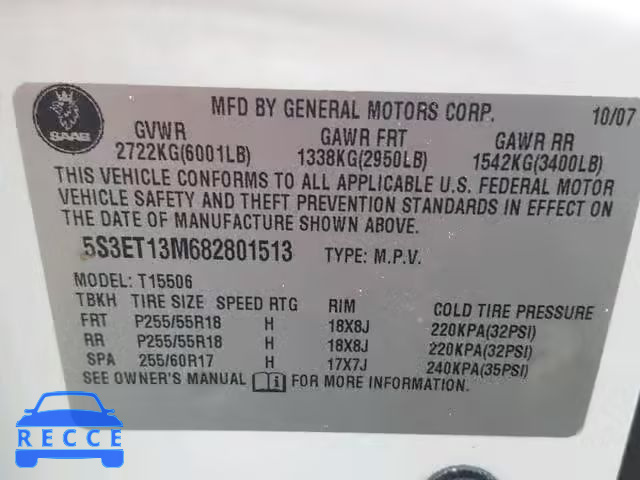 SAAB
MFD BY GENERAL MOTORS CORP. 10/07
GVWR GAWR FRT GAWR RR
2722KG(6001LB) 1338KG(2950LB) 1542KG(3400LB)
THIS VEHICLE CONFORMS TO ALL APPLICABLE U.S. FEDERAL MOTOR
VEHICLE SAFETY AND THEFT PREVENTION STANDARDS IN EFFECT ON
THE DATE OF MANUFACTURE SHOWN ABOVE.
5S3ET13M682801513 TYPE: M.P.V.
MODEL: T15506
TBKH TIRE SIZE SPEED RTG RIM COLD TIRE PRESSURE
FRT P255/55R18 H 18X8J 220KPA(32PSI)
RR P255/55R18 H 18X8J 220KPA(32PSI)
SPA 255/60R17 H 17X7J 240KPA(35PSI)
SEE OWNER'S MANUAL FOR MORE INFORMATION.
RECCE